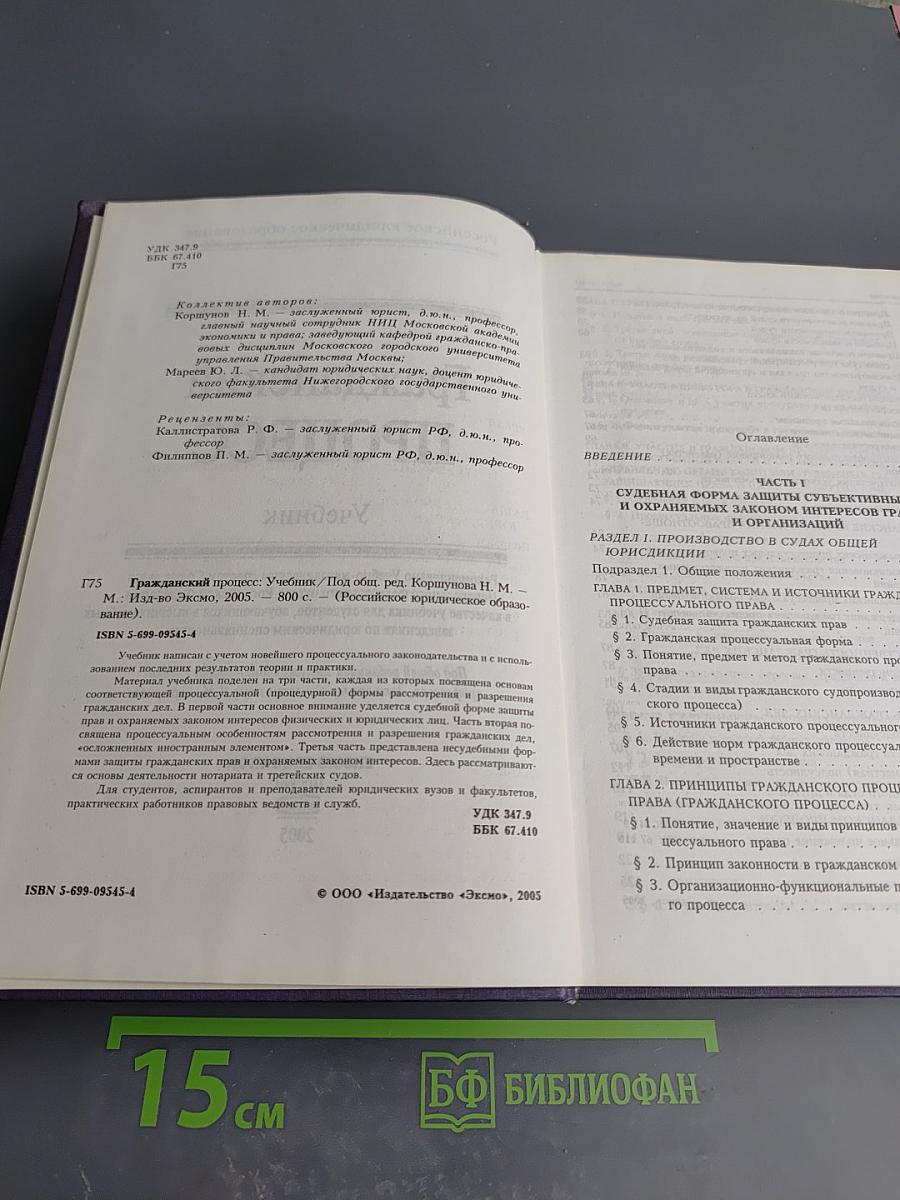 УДК 347.9
ББК 67.410
Г75
Коллектив авторов:
Коршунов Н. М. — заслуженный юрист, д.ю.н., профессор,
главный научный сотрудник НИЦ Московской академии
экономики и права; заведующий кафедрой гражданско-пра-
вовых дисциплин Московского городского университета
управления Правительства Москвы;
Мареев Ю. Л. — кандидат юридических наук, доцент юридиче-
ского факультета Нижегородского государственного уни-
верситета
Рецензенты:
Каллистратова Р. Ф. — заслуженный юрист РФ, д.ю.н., про-
фессор
Филиппов П. М. — заслуженный юрист РФ, д.ю.н., профессор
Г75 Гражданский процесс: Учебник/Под общ. ред. Коршунова Н. М. —
М.: Изд-во Эксмо, 2005. — 800 с. — (Российское юридическое образо-
вание).
ISBN 5-699-09545-4
Учебник написан с учетом новейшего процессуального законодательства и с исполь-
зованием последних результатов теории и практики.
Материал учебника поделен на три части, каждая из которых посвящена основам
соответствующей процессуальной (процедурной) формы рассмотрения и разрешения
гражданских дел. В первой части основное внимание уделяется судебной форме защиты
прав и охраняемых законом интересов физических и юридических лиц. Часть вторая по-
священа процессуальным особенностям рассмотрения и разрешения гражданских дел,
«осложненных иностранным элементом». Третья часть представлена несудебными фор-
мами защиты гражданских прав и охраняемых законом интересов. Здесь рассматривают-
ся основы деятельности нотариата и третейских судов.
Для студентов, аспирантов и преподавателей юридических вузов и факультетов,
практических работников правовых ведомств и служб.
УДК 347.9
ББК 67.410
ISBN 5-699-09545-4
© ООО «Издательство «Эксмо», 2005
Оглавление
ВВЕДЕНИЕ . . . . . . . . . . . . . . . . . .
ЧАСТЬ I
СУДЕБНАЯ ФОРМА ЗАЩИТЫ СУБЪЕКТИВНЫ
И ОХРАНЯЕМЫХ ЗАКОНОМ ИНТЕРЕСОВ ГРА
И ОРГАНИЗАЦИЙ
РАЗДЕЛ I. ПРОИЗВОДСТВО В СУДАХ ОБЩЕЙ
ЮРИСДИКЦИИ . . . . . . . . . . . . .
Подраздел 1. Общие положения . . . . . . .
ГЛАВА 1. ПРЕДМЕТ, СИСТЕМА И ИСТОЧНИКИ ГРАЖД
ПРОЦЕССУАЛЬНОГО ПРАВА . . . . . . . .
§ 1. Судебная защита гражданских прав . . .
§ 2. Гражданская процессуальная форма . . .
§ 3. Понятие, предмет и метод гражданского про
права . . . . . . . . . . . . . . . .
§ 4. Стадии и виды гражданского судопроизвод
ского процесса) . . . . . . . . . . .
§ 5. Источники гражданского процессуального
§ 6. Действие норм гражданского процессуал
времени и пространстве . . . . . . .
ГЛАВА 2. ПРИНЦИПЫ ГРАЖДАНСКОГО ПРОЦЕ
ПРАВА (ГРАЖДАНСКОГО ПРОЦЕССА) . .
§ 1. Понятие, значение и виды принципов
цессуального права . . . . . . . .
§ 2. Принцип законности в гражданском
§ 3. Организационно-функциональные п
го процесса . . . . . . . . . . .
15 см
БФ БИБЛИОФАН